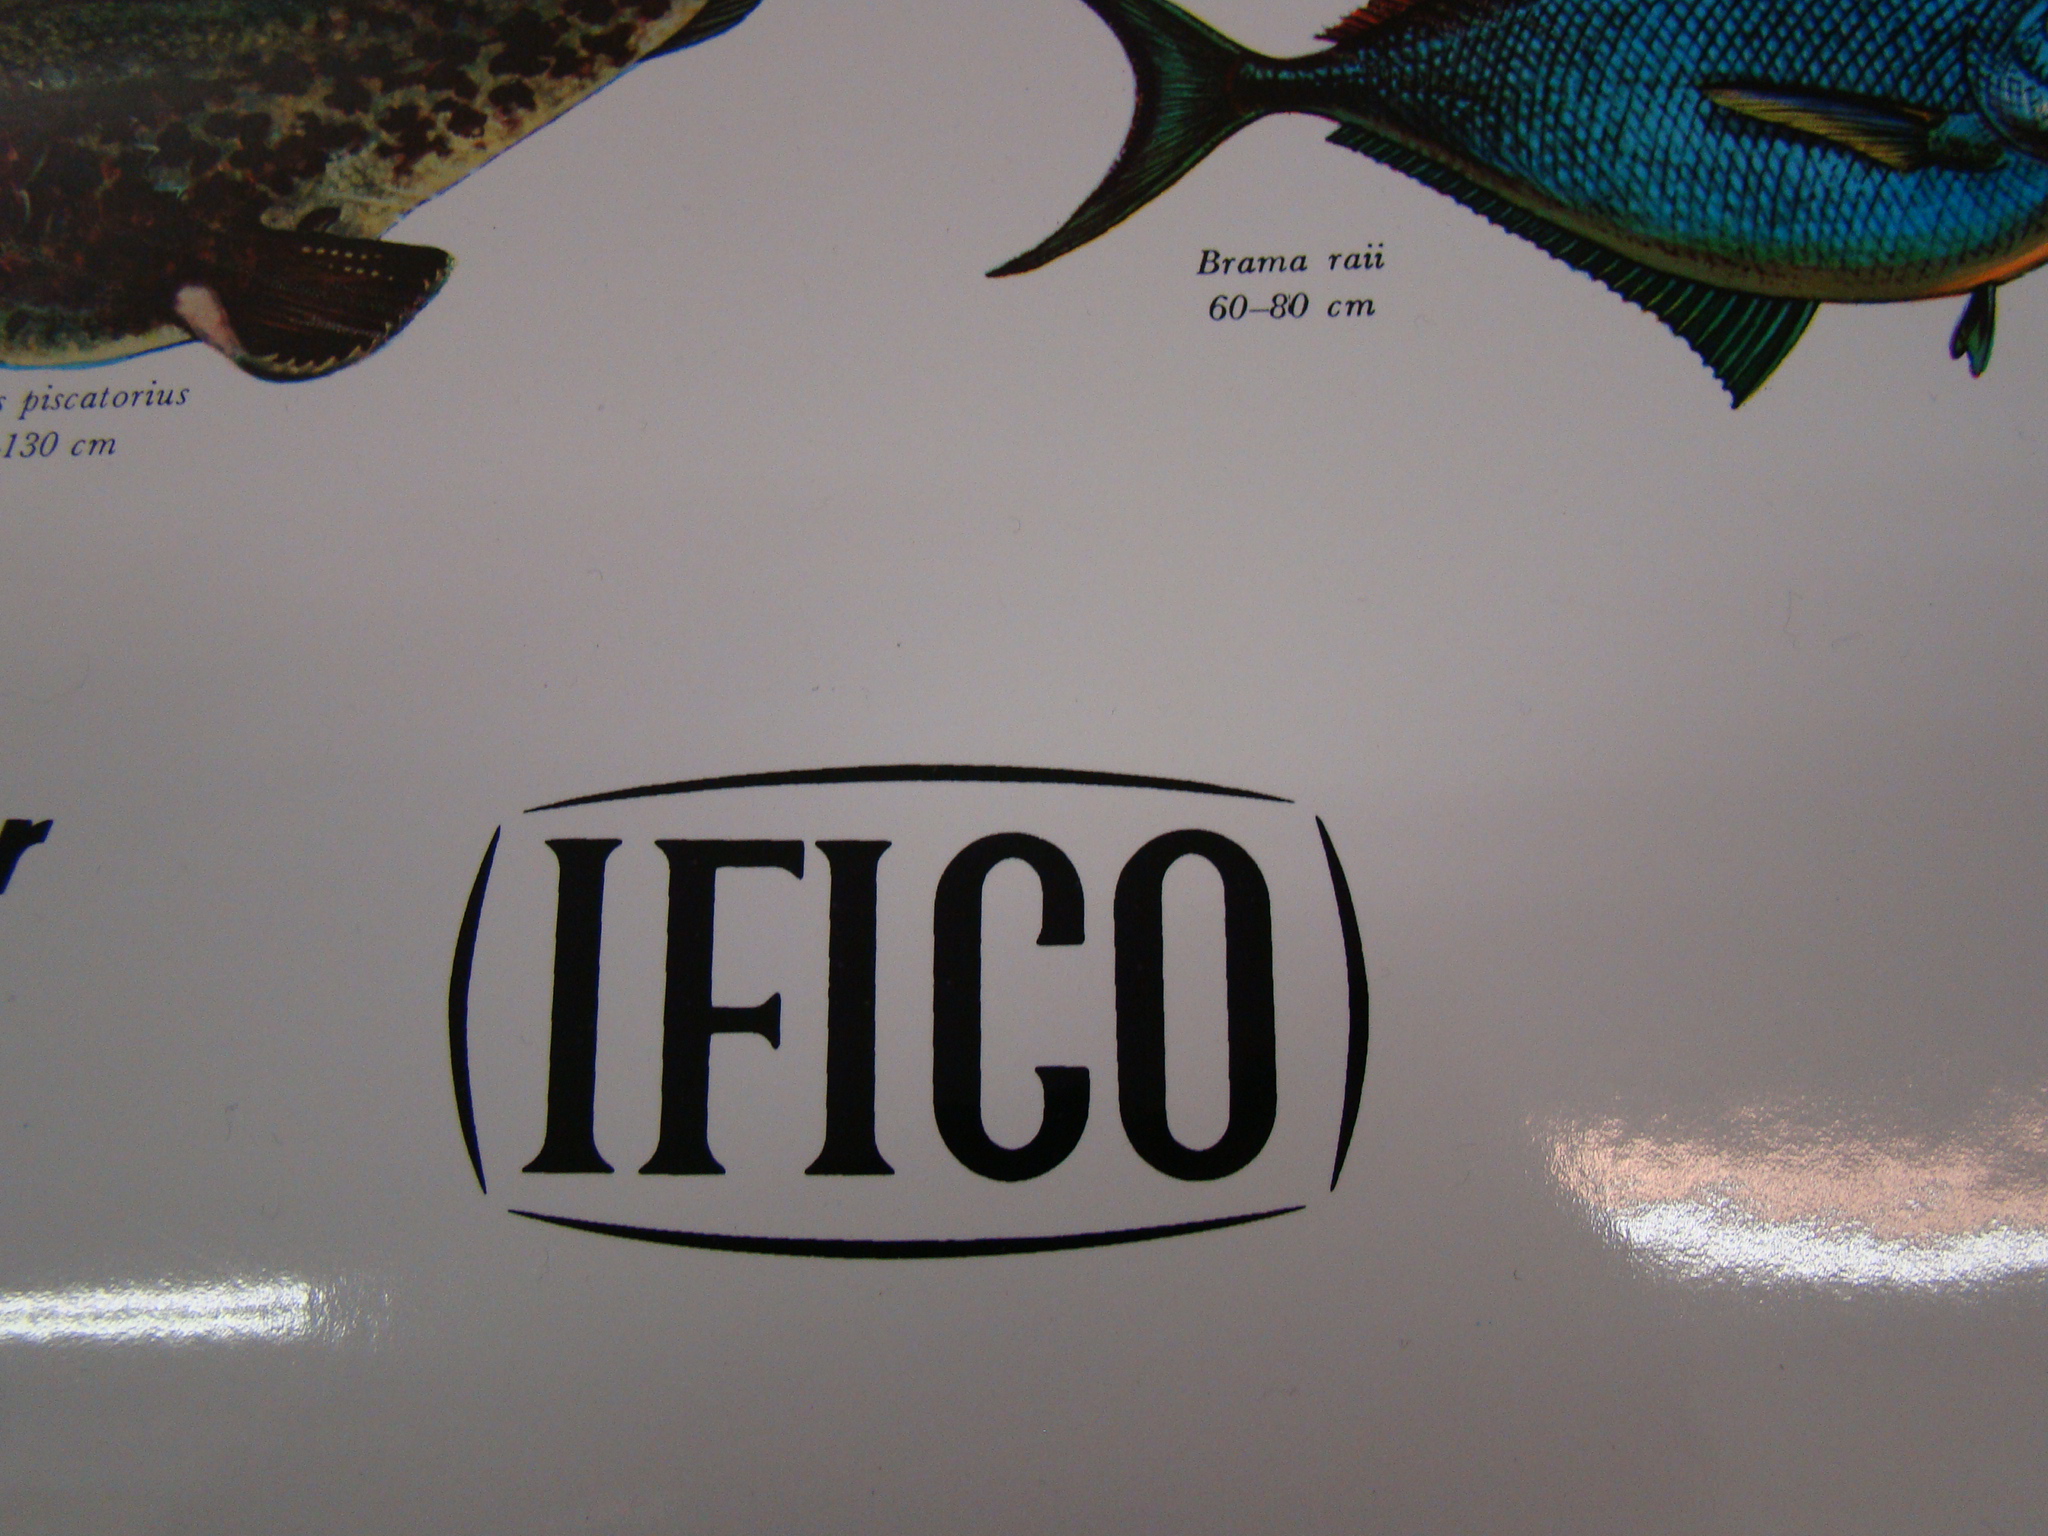 Brama raii
60–80 cm
piscatorius
130 cm
IFICO